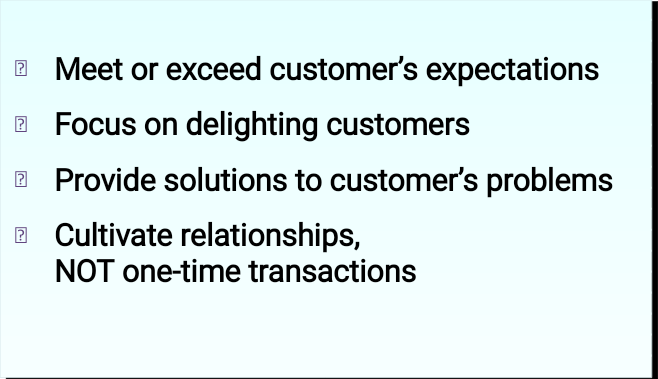 Meet or exceed customer’s expectations
Focus on delighting customers
Provide solutions to customer’s problems
Cultivate relationships,
NOT one-time transactions